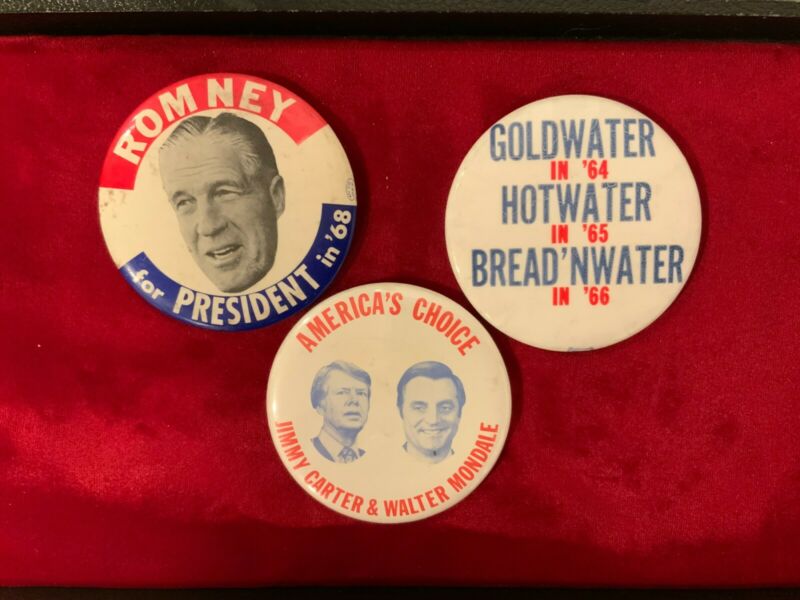 ROMNEY
for PRESIDENT in '68
GOLDWATER
IN '64
HOTWATER
IN '65
BREAD'NWATER
IN '66
AMERICA'S CHOICE
JIMMY CARTER & WALTER MONDALE